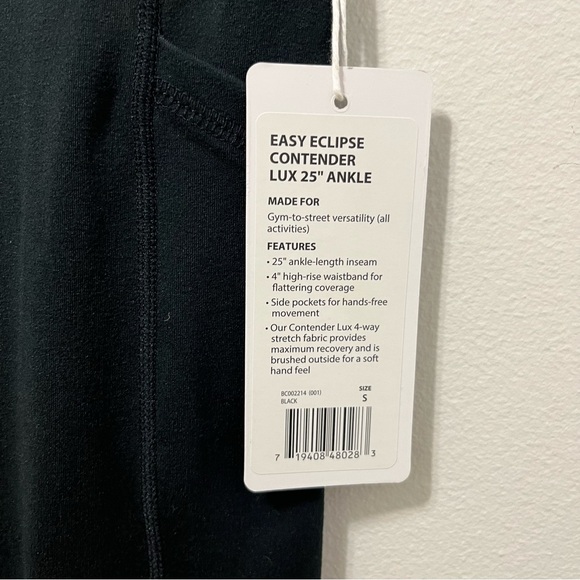 EASY ECLIPSE
CONTENDER
LUX 25" ANKLE
MADE FOR
Gym-to-street versatility (all
activities)
FEATURES
• 25" ankle-length inseam
• 4" high-rise waistband for
flattering coverage
• Side pockets for hands-free
movement
• Our Contender Lux 4-way
stretch fabric provides
maximum recovery and is
brushed outside for a soft
hand feel
BC002214 (001)
BLACK
SIZE
S
7 19408 48028 3